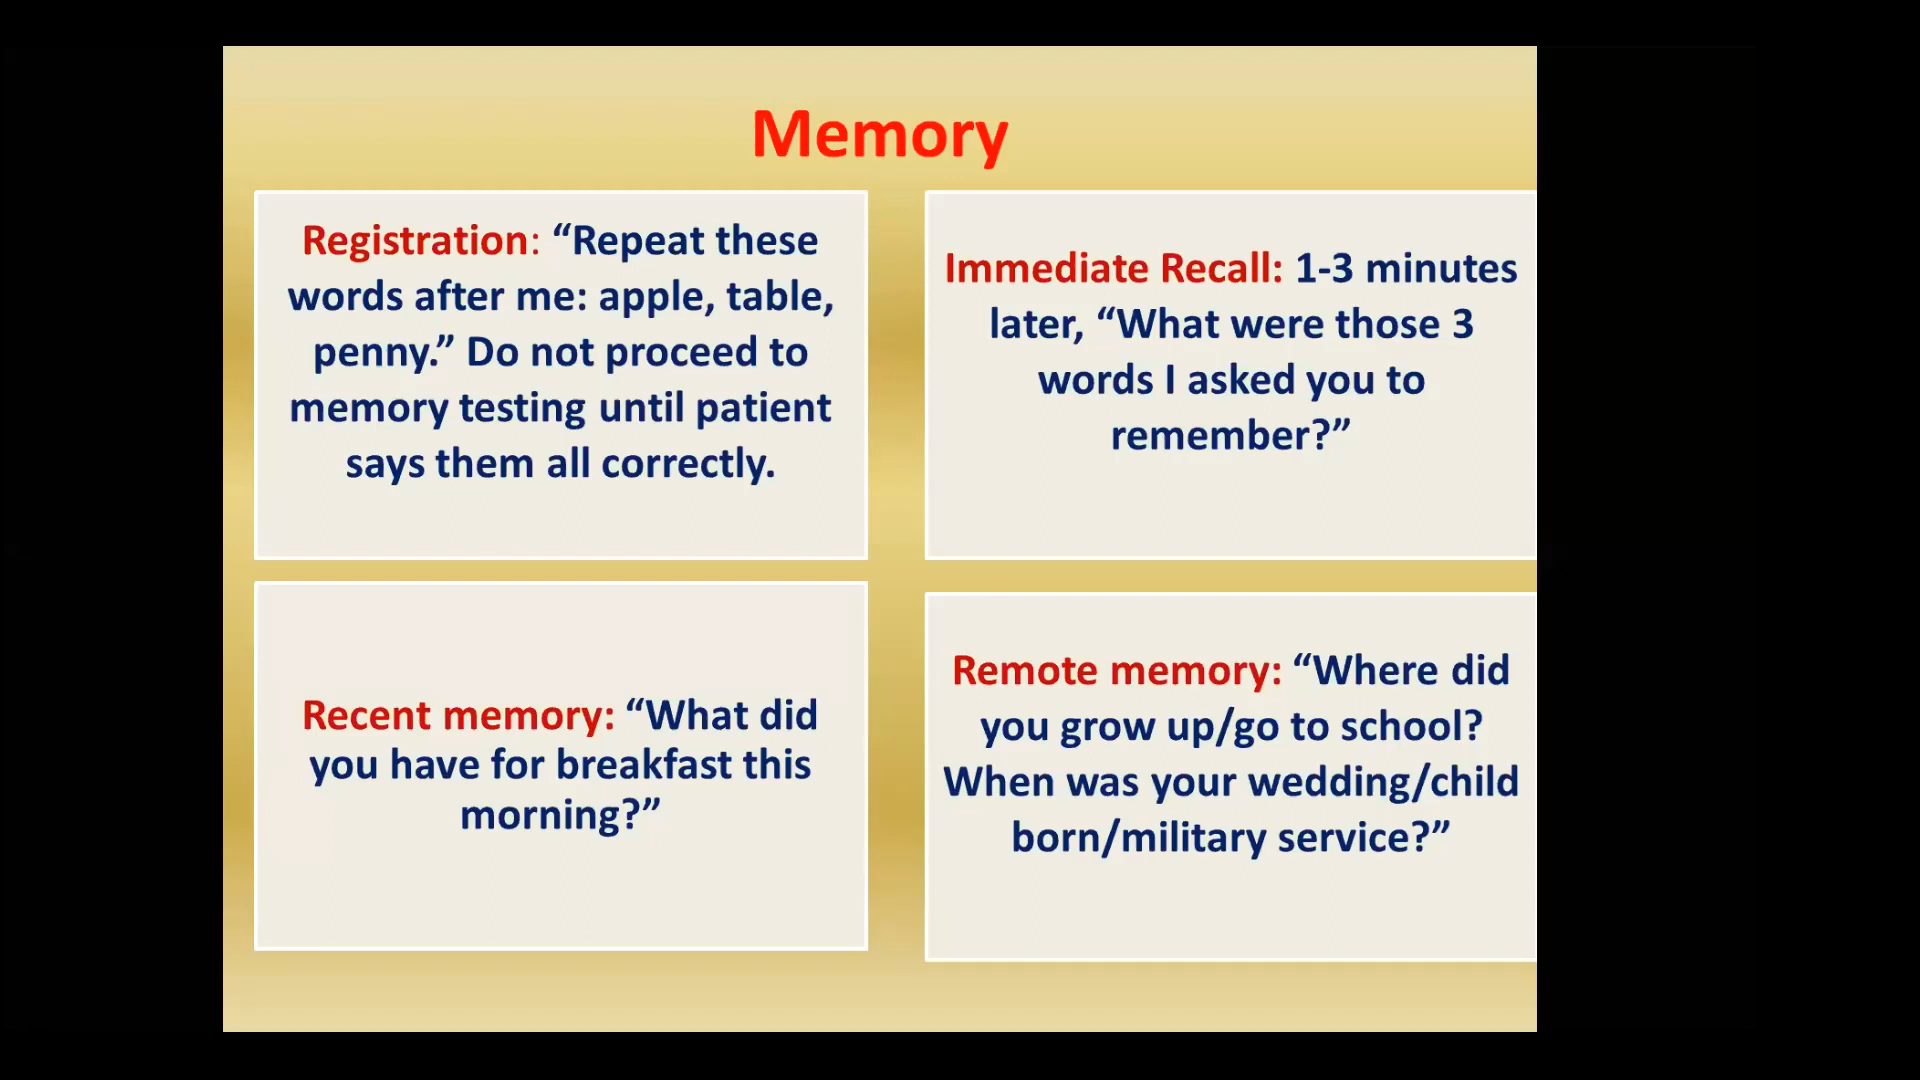 Memory
Registration: “Repeat these
words after me: apple, table,
penny.” Do not proceed to
memory testing until patient
says them all correctly.
Immediate Recall: 1-3 minutes
later, “What were those 3
words I asked you to
remember?”
Recent memory: “What did
you have for breakfast this
morning?”
Remote memory: “Where did
you grow up/go to school?
When was your wedding/child
born/military service?”